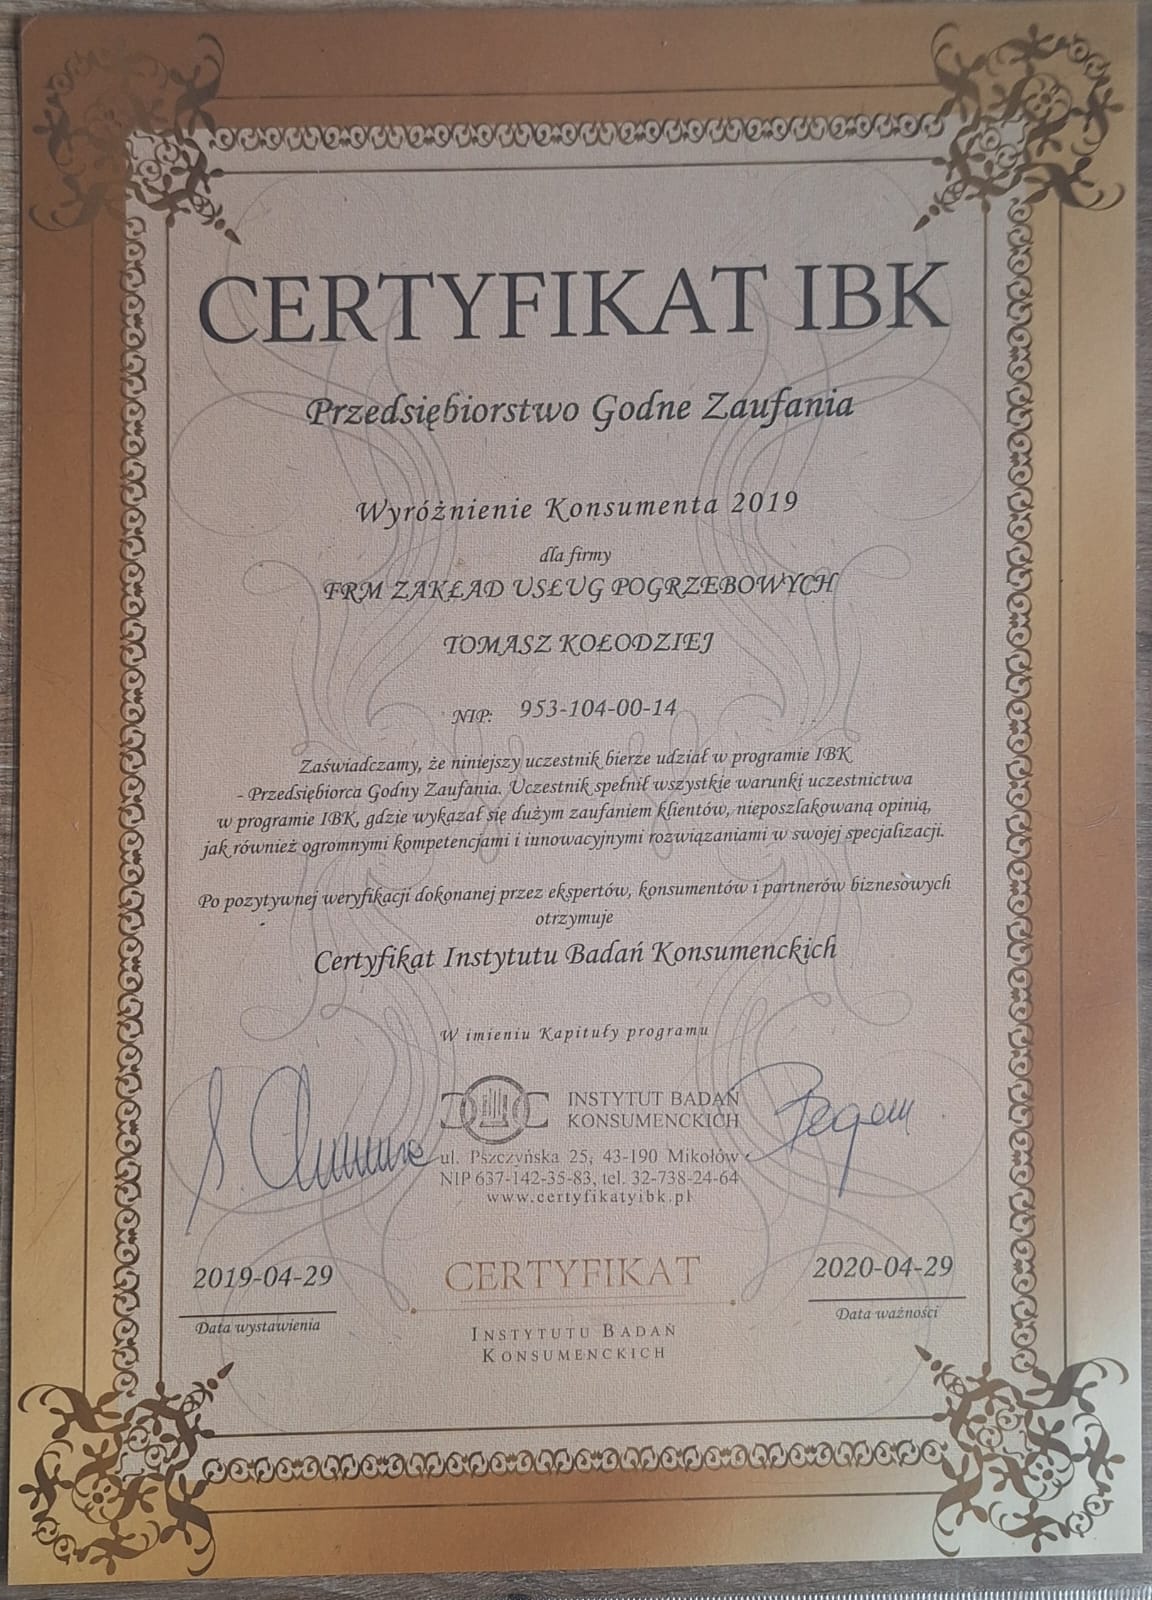 CERTYFIKAT IBK
Przedsiębiorstwo Godne Zaufania
Wyróżnienie Konsumenta 2019
dla firmy
FRM ZAKŁAD USŁUG POGRZEBOWYCH
TOMASZ KOŁODZIEJ
NIP: 953-104-00-14
Zaświadczamy, że niniejszy uczestnik bierze udział w programie IBK
- Przedsiębiorca Godny Zaufania. Uczestnik spełnił wszystkie warunki uczestnictwa
w programie IBK, gdzie wykazał się dużym zaufaniem klientów, nieposzlakowaną opinią,
jak również ogromnymi kompetencjami i innowacyjnymi rozwiązaniami w swojej specjalizacji.
Po pozytywnej weryfikacji dokonanej przez ekspertów, konsumentów i partnerów biznesowych
otrzymuje
Certyfikat Instytutu Badań Konsumenckich
W imieniu Kapituły programu
INSTYTUT BADAŃ
KONSUMENCKICH
ul. Pszczyńska 25, 43-190 Mikołów
NIP 637-142-35-83, tel. 32-738-24-64
www.certyfikatyibk.pl
2019-04-29
Data wystawienia
CERTYFIKAT
INSTYTUTU BADAŃ
KONSUMENCKICH
2020-04-29
Data ważności